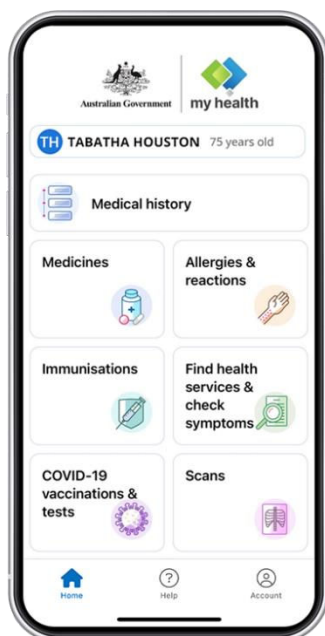 Australian Government
my health
TH TABATHA HOUSTON 75 years old
Medical history
Medicines
Allergies &
reactions
Immunisations
Find health
services &
check
symptoms
COVID-19
vaccinations &
tests
Scans
Home
Help
Account